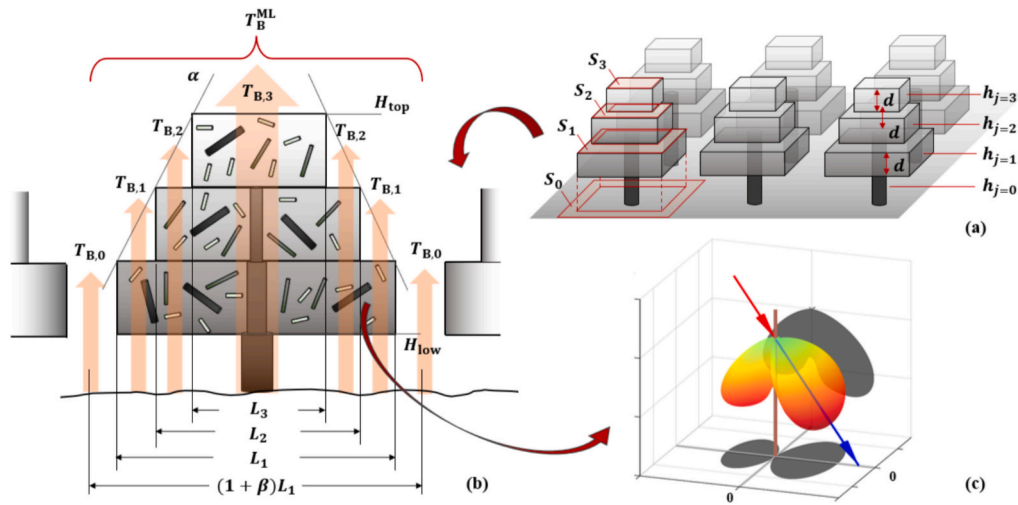 T_B^ML
α
T_B,3
H_top
T_B,2
T_B,2
T_B,1
T_B,1
T_B,0
T_B,0
H_low
L_3
L_2
L_1
(1 + β)L_1
(b)
S_3
S_2
S_1
S_0
d
d
d
h_j=3
h_j=2
h_j=1
h_j=0
(a)
0
0
(c)